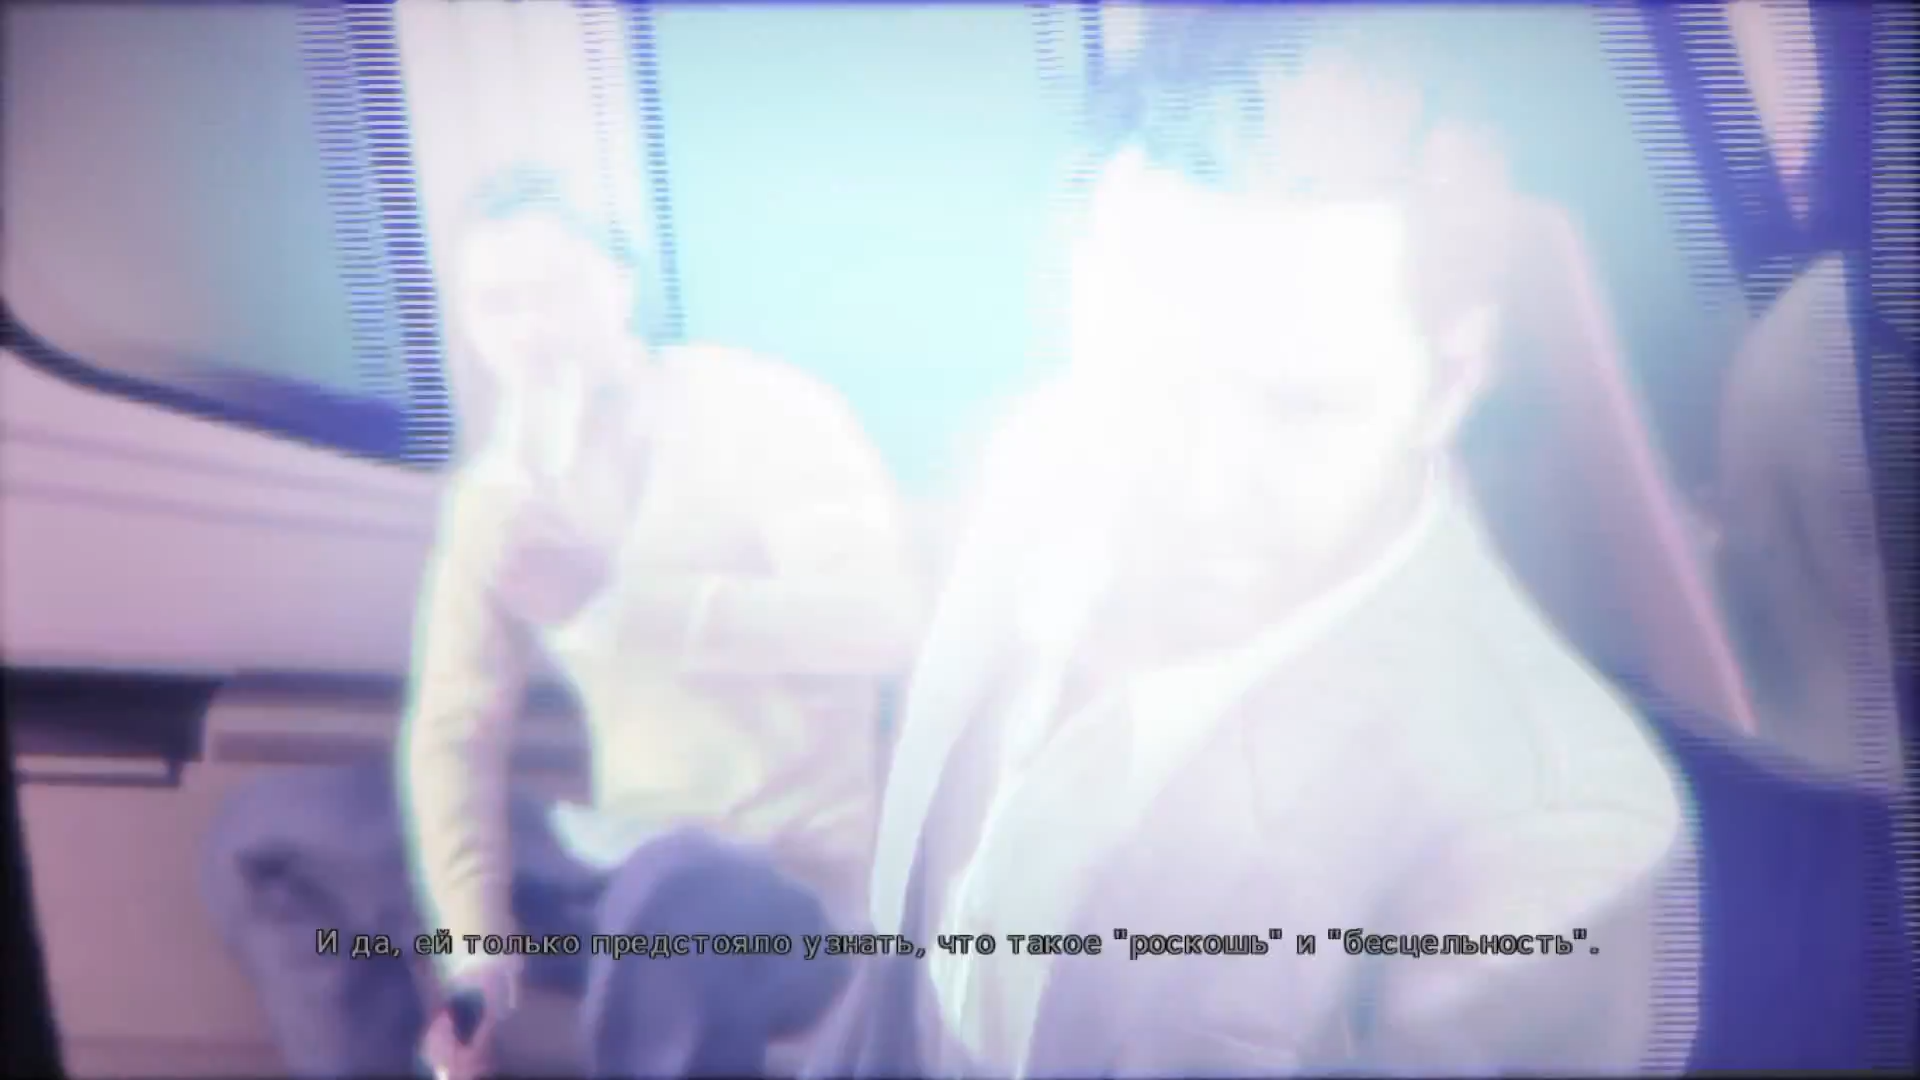 И да, ей только предстояло узнать, что такое "роскошь" и "бесцельность".